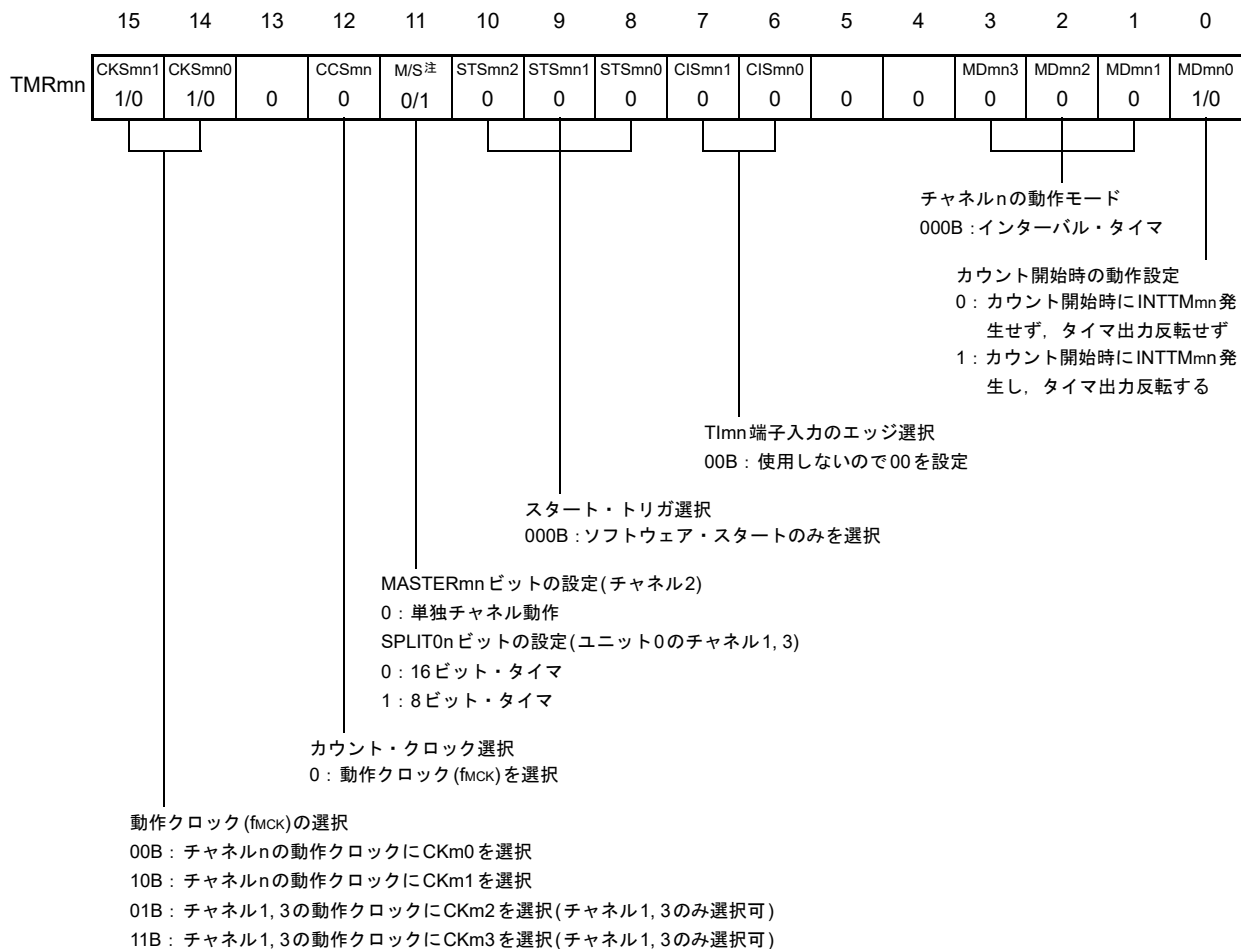 15 14 13 12 11 10 9 8 7 6 5 4 3 2 1 0
CKSmn1 CKSmn0 CCSmn M/S注 STSmn2 STSmn1 STSmn0 CISmn1 CISmn0 MDmn3 MDmn2 MDmn1 MDmn0
TMRmn
1/0 1/0 0 0 0/1 0 0 0 0 0 0 0 0 0 0 1/0
チャネルnの動作モード
000B：インターバル・タイマ
カウント開始時の動作設定
0：カウント開始時にINTTMmn発
生せず，タイマ出力反転せず
1：カウント開始時にINTTMmn発
生し，タイマ出力反転する
TImn端子入力のエッジ選択
00B：使用しないので00を設定
スタート・トリガ選択
000B：ソフトウェア・スタートのみを選択
MASTERmnビットの設定(チャネル2)
0：単独チャネル動作
SPLIT0nビットの設定(ユニット0のチャネル1, 3)
0：16ビット・タイマ
1：8ビット・タイマ
カウント・クロック選択
0：動作クロック(fMCK)を選択
動作クロック(fMCK)の選択
00B：チャネルnの動作クロックにCKm0を選択
10B：チャネルnの動作クロックにCKm1を選択
01B：チャネル1, 3の動作クロックにCKm2を選択(チャネル1, 3のみ選択可)
11B：チャネル1, 3の動作クロックにCKm3を選択(チャネル1, 3のみ選択可)